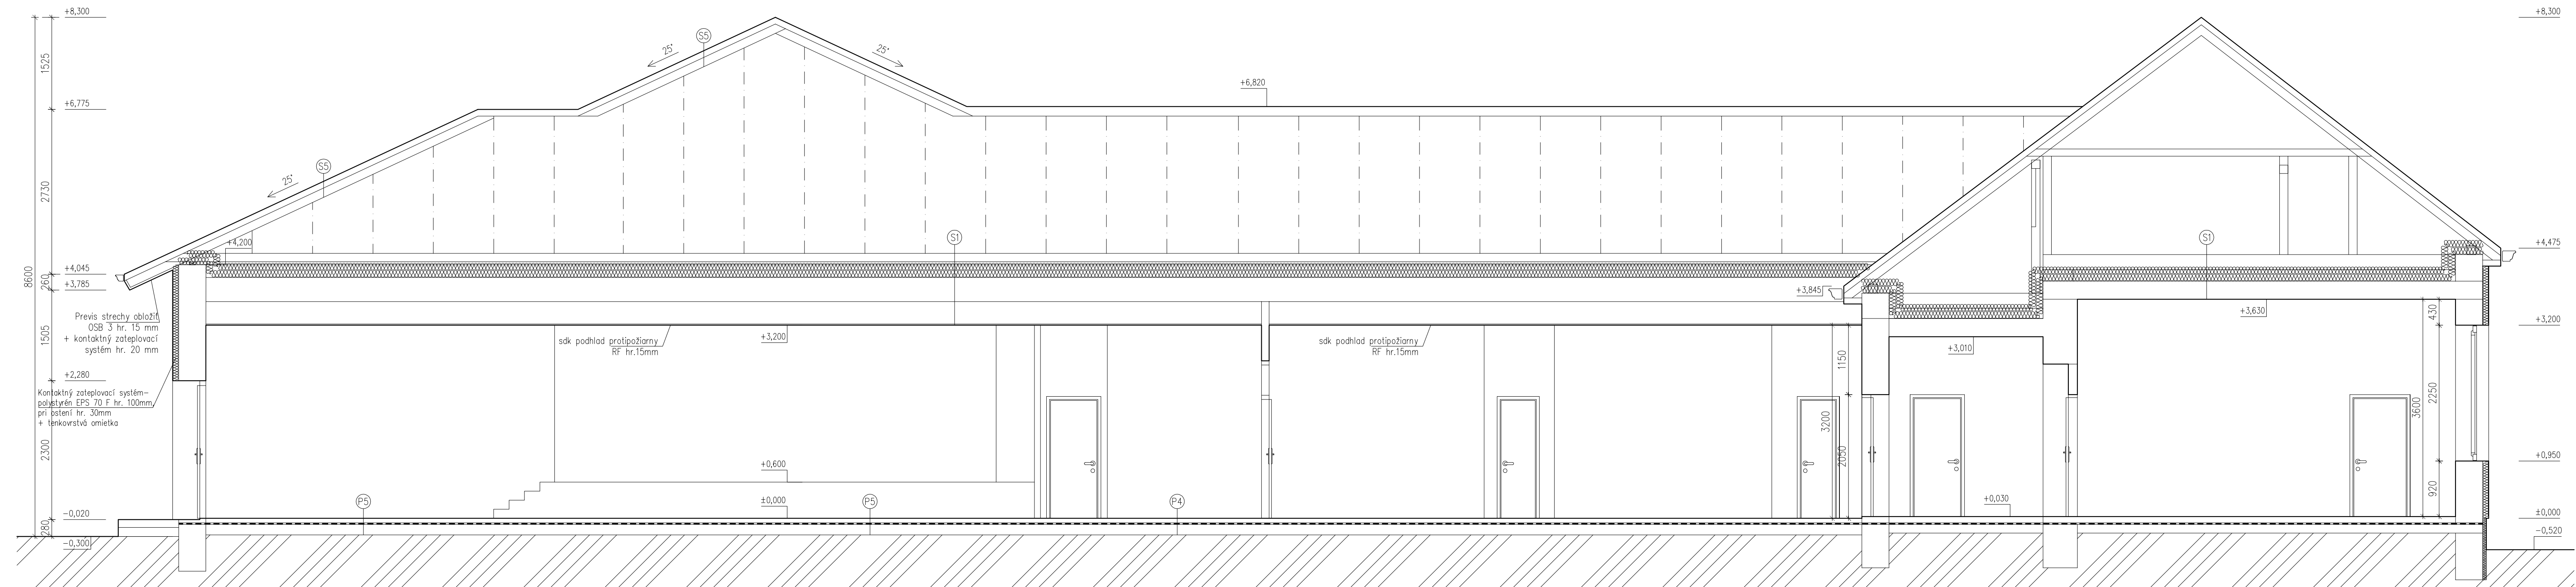 +8,300
+8,300
S5
25°
25°
1525
+6,820
+6,775
S5
25°
2730
8600
S1
S1
+4,200
+4,475
+4,045
260
+3,785
+3,845
Previs strechy obložiť
OSB 3 hr. 15 mm
+ kontaktný zateplovací
systém hr. 20 mm
1505
+3,630
430
+3,200
sdk podhlad protipožiarny
RF hr.15mm
+3,200
sdk podhlad protipožiarny
RF hr.15mm
+3,010
1150
+2,280
Kontaktný zateplovací systém-
polystyrén EPS 70 F hr. 100mm,
pri ostení hr. 30mm
+ tenkovrstvá omietka
2300
3200
2050
3600
2250
+0,950
+0,600
P5
±0,000
P5
P4
+0,030
920
-0,020
±0,000
280
-0,300
-0,520